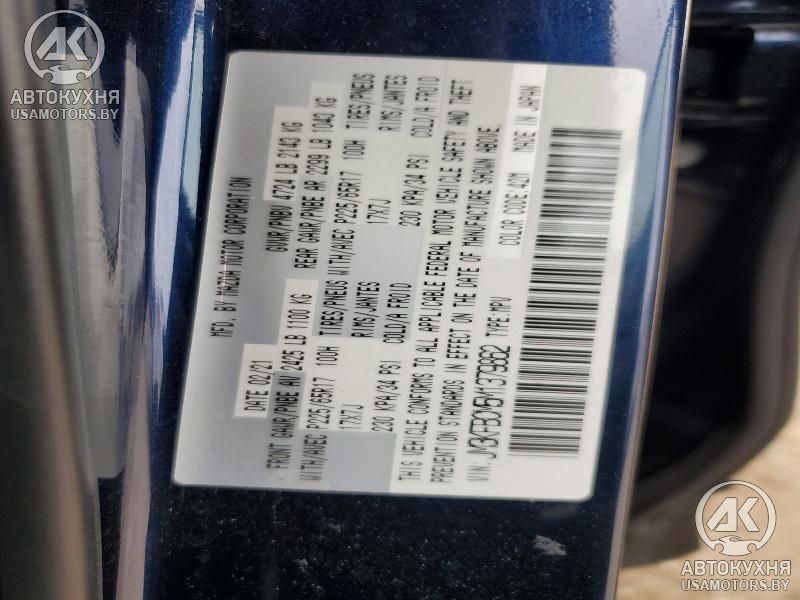 АВТОКУХНЯ
USAMOTORS.BY
MFD. BY MAZDA MOTOR CORPORATION
DATE 02/21 GVWR/PNBV 4724 LB 2143 KG
FRONT GAWR/PNBE AV 2425 LB 1100 KG REAR GAWR/PNBE AR 2299 LB 1043 KG
WITH/AVEC P225/65R17 100H TIRES/PNEUS WITH/AVEC P225/65R17 100H TIRES/PNEUS
17X7J RIMS/JANTES 17X7J RIMS/JANTES
230 KPA/34 PSI COLD/A FROID 230 KPA/34 PSI COLD/A FROID
THIS VEHICLE CONFORMS TO ALL APPLICABLE FEDERAL MOTOR VEHICLE SAFETY AND THEFT
PREVENTION STANDARDS IN EFFECT ON THE DATE OF MANUFACTURE SHOWN ABOVE.
VIN: TYPE:MPV COLOR CODE:42M MADE IN JAPAN
АВТОКУХНЯ
USAMOTORS.BY